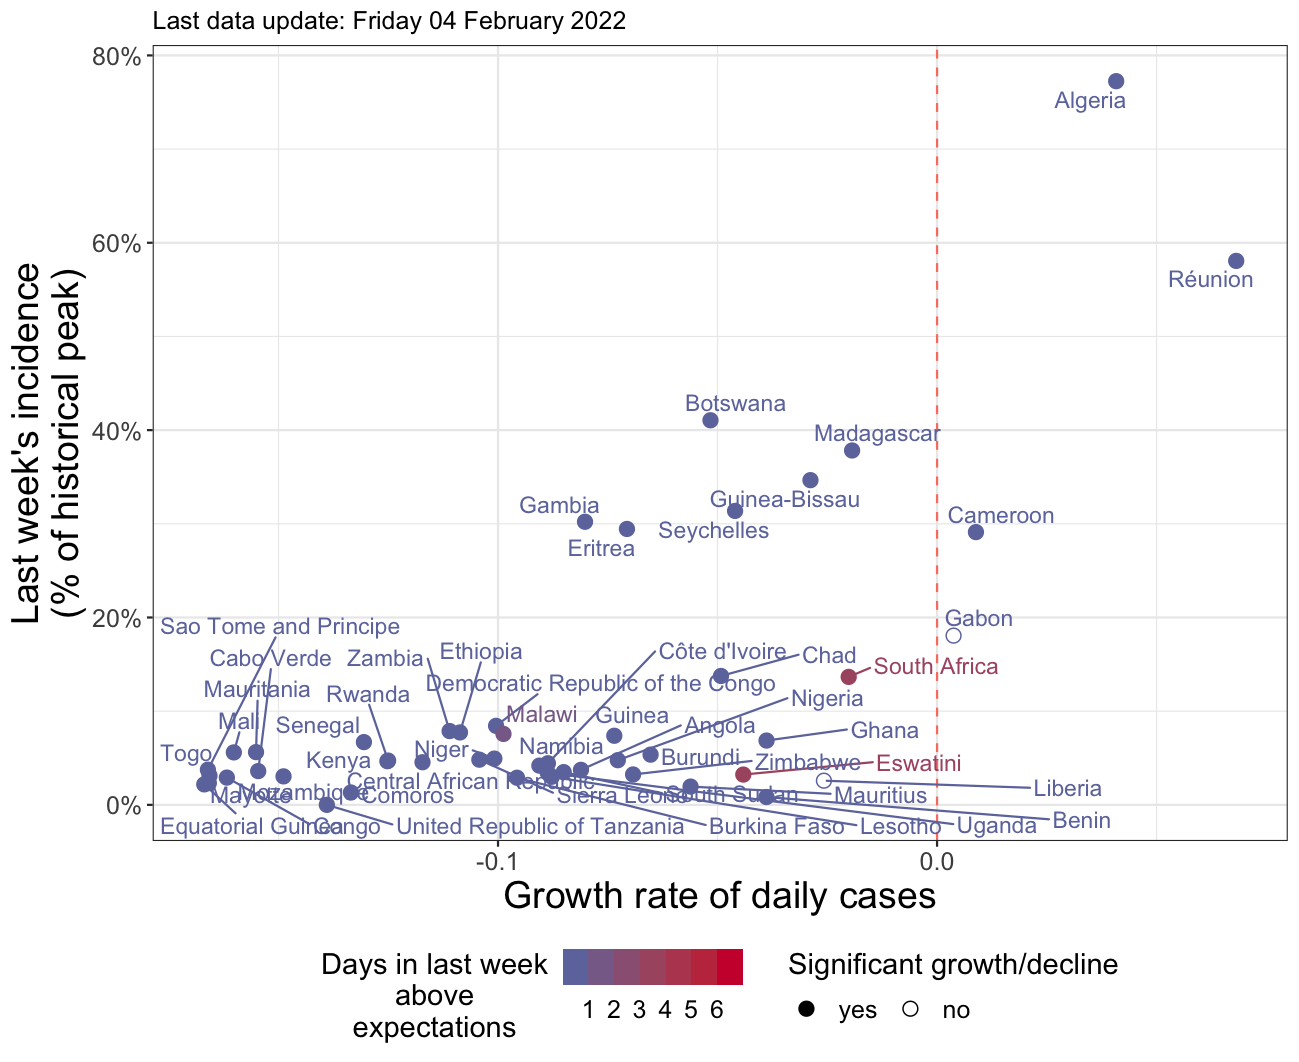 Last data update: Friday 04 February 2022
Last week's incidence
(% of historical peak)
80%
60%
40%
20%
0%
Algeria
Réunion
Botswana
Madagascar
Guinea-Bissau
Gambia
Seychelles
Cameroon
Eritrea
Gabon
Sao Tome and Principe
Cabo Verde
Zambia
Ethiopia
Côte d'Ivoire
Chad
South Africa
Mauritania
Rwanda
Democratic Republic of the Congo
Nigeria
Mali
Senegal
Malawi
Guinea
Angola
Ghana
Togo
Kenya
Niger
Namibia
Burundi
Zimbabwe
Eswatini
Central African Republic
Mayotte
Mozambique
Comoros
Sierra Leone
South Sudan
Mauritius
Liberia
Equatorial Guinea
Congo
United Republic of Tanzania
Burkina Faso
Lesotho
Uganda
Benin
-0.1
0.0
Growth rate of daily cases
Days in last week
above
expectations
1 2 3 4 5 6
Significant growth/decline
yes
no